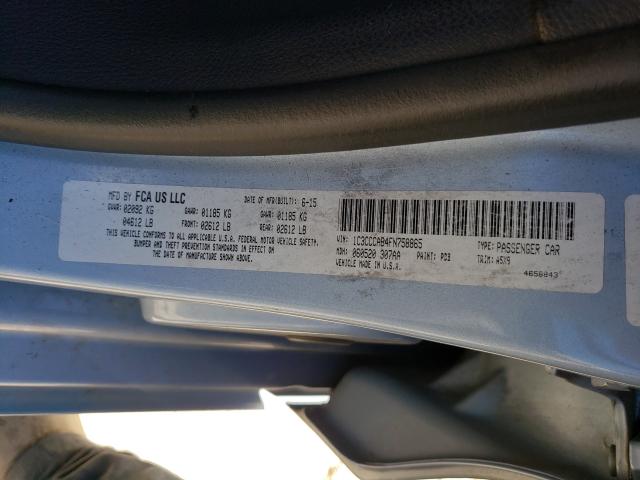 MFD BY FCA US LLC DATE OF MFR(BUILT): 6-15
GVWR: 02092 KG GAWR: 01185 KG GAWR: 01185 KG
04612 LB FRONT: 02612 LB REAR: 02612 LB
THIS VEHICLE CONFORMS TO ALL APPLICABLE U.S.A. FEDERAL MOTOR VEHICLE SAFETY,
BUMPER AND THEFT PREVENTION STANDARDS IN EFFECT ON
THE DATE OF MANUFACTURE SHOWN ABOVE.
VIN: 1C3CCCAB4FN758865 TYPE: PASSENGER CAR
MDH: 060520 307AA PAINT: PDB TRIM: A5X9
MADE IN U.S.A.
4656843